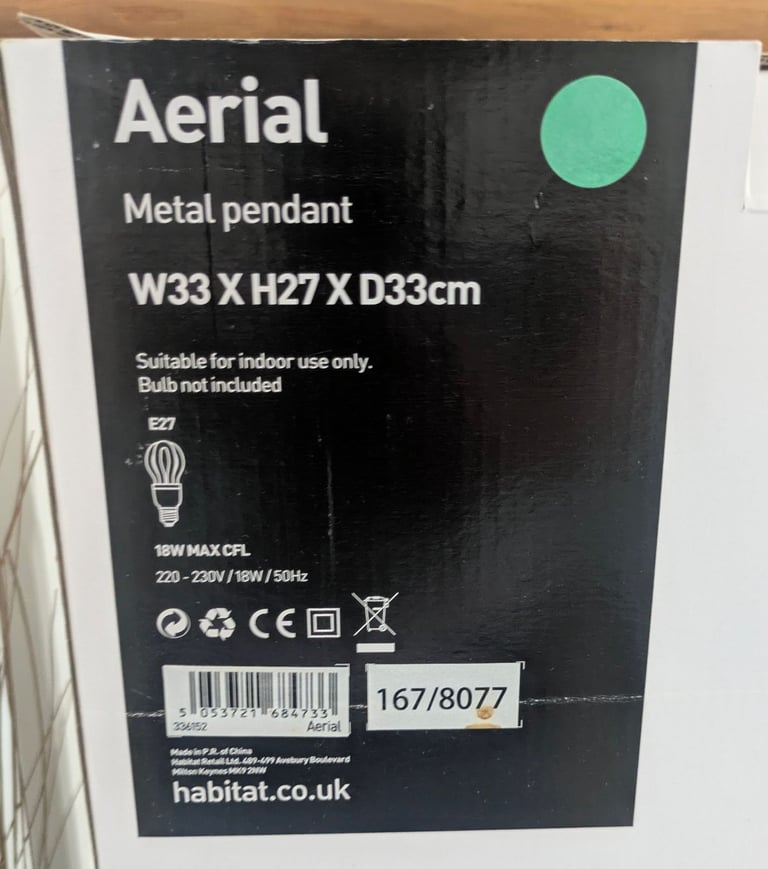 Aerial
Metal pendant
W33 X H27 X D33cm
Suitable for indoor use only.
Bulb not included
E27
18W MAX CFL
220 - 230V / 18W / 50Hz
CE
5 053721 684733
336152 Aerial
167/8077
Made in P.R. of China
Habitat Retail Ltd. 489-499 Avebury Boulevard
Milton Keynes MK9 2NW
habitat.co.uk